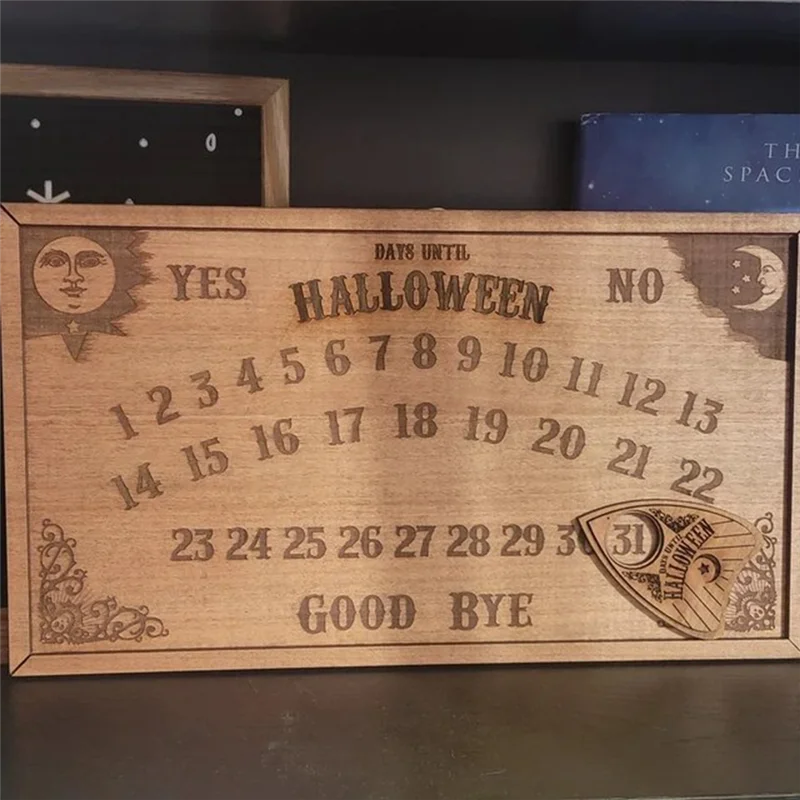 TH
SPAC
DAYS UNTIL
YES HALLOWEEN NO
1 2 3 4 5 6 7 8 9 10 11 12 13
14 15 16 17 18 19 20 21 22
23 24 25 26 27 28 29 30 31
DAYS UNTIL
HALLOWEEN
GOOD BYE